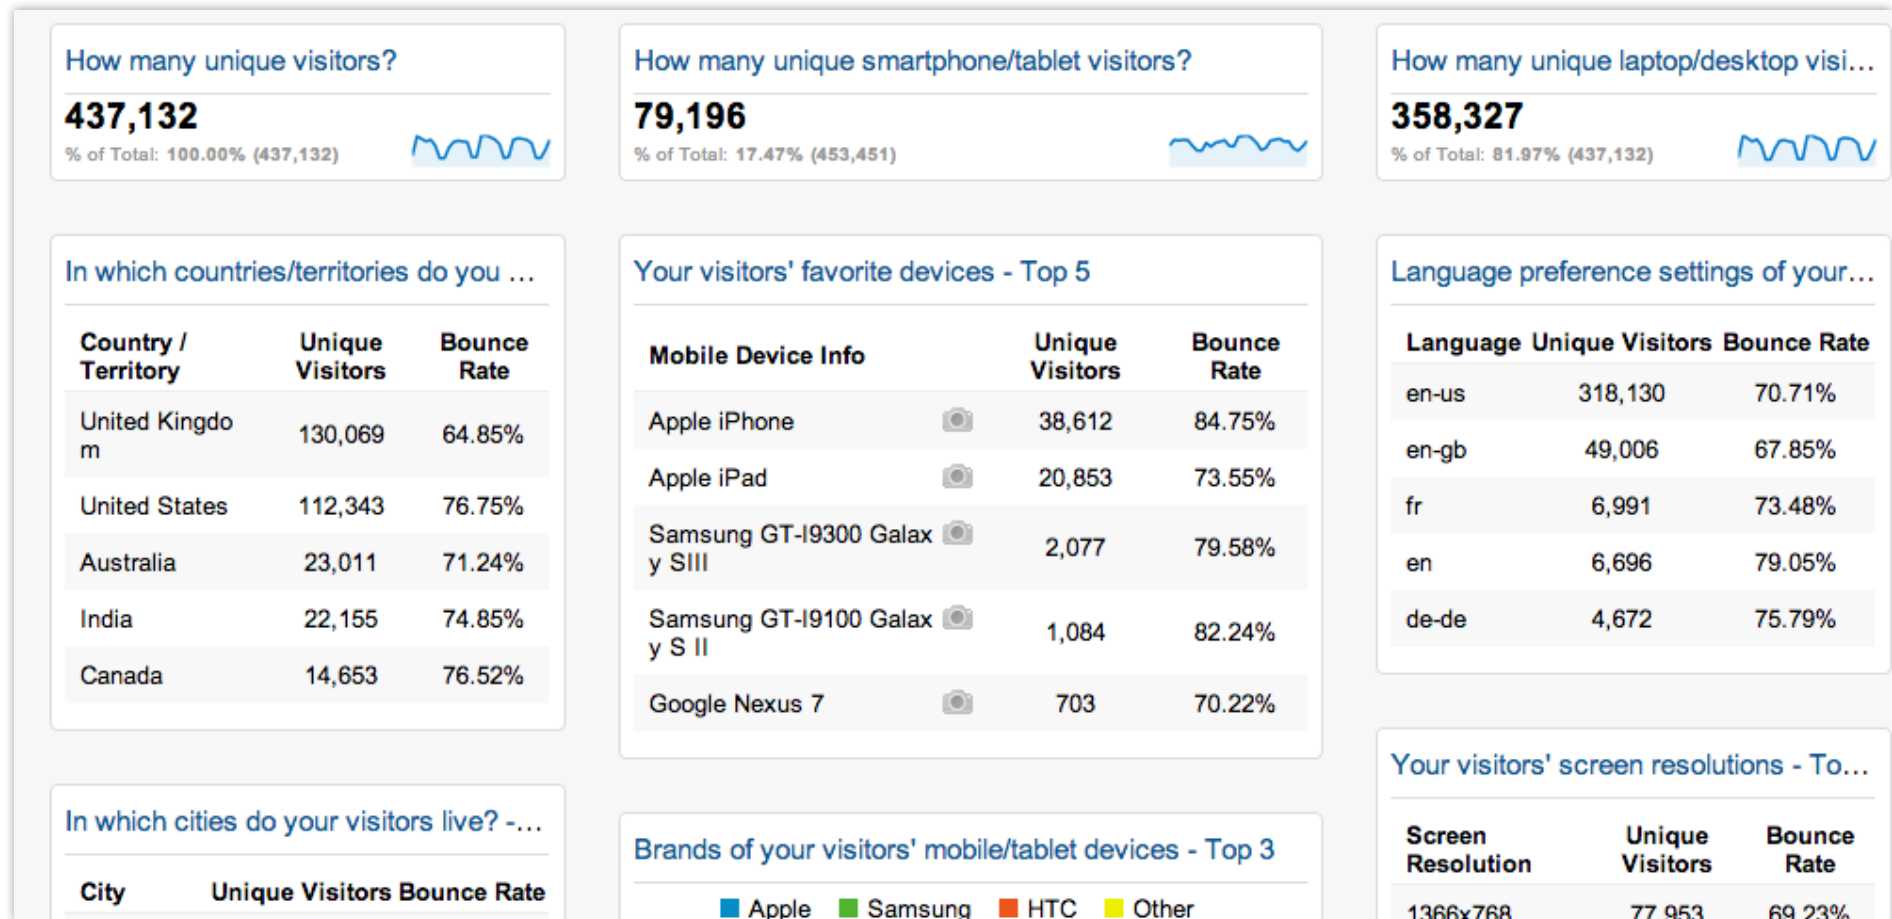 How many unique visitors?
437,132
% of Total: 100.00% (437,132)
How many unique smartphone/tablet visitors?
79,196
% of Total: 17.47% (453,451)
How many unique laptop/desktop visi...
358,327
% of Total: 81.97% (437,132)
In which countries/territories do you ...
Country / Territory Unique Visitors Bounce Rate
United Kingdo
m 130,069 64.85%
United States 112,343 76.75%
Australia 23,011 71.24%
India 22,155 74.85%
Canada 14,653 76.52%
In which cities do your visitors live? -...
City Unique Visitors Bounce Rate
Your visitors' favorite devices - Top 5
Mobile Device Info Unique Visitors Bounce Rate
Apple iPhone 38,612 84.75%
Apple iPad 20,853 73.55%
Samsung GT-I9300 Galax
y SIII 2,077 79.58%
Samsung GT-I9100 Galax
y S II 1,084 82.24%
Google Nexus 7 703 70.22%
Brands of your visitors' mobile/tablet devices - Top 3
Apple Samsung HTC Other
Language preference settings of your...
Language Unique Visitors Bounce Rate
en-us 318,130 70.71%
en-gb 49,006 67.85%
fr 6,991 73.48%
en 6,696 79.05%
de-de 4,672 75.79%
Your visitors' screen resolutions - To...
Screen Resolution Unique Visitors Bounce Rate
1366x768 77,953 69.23%